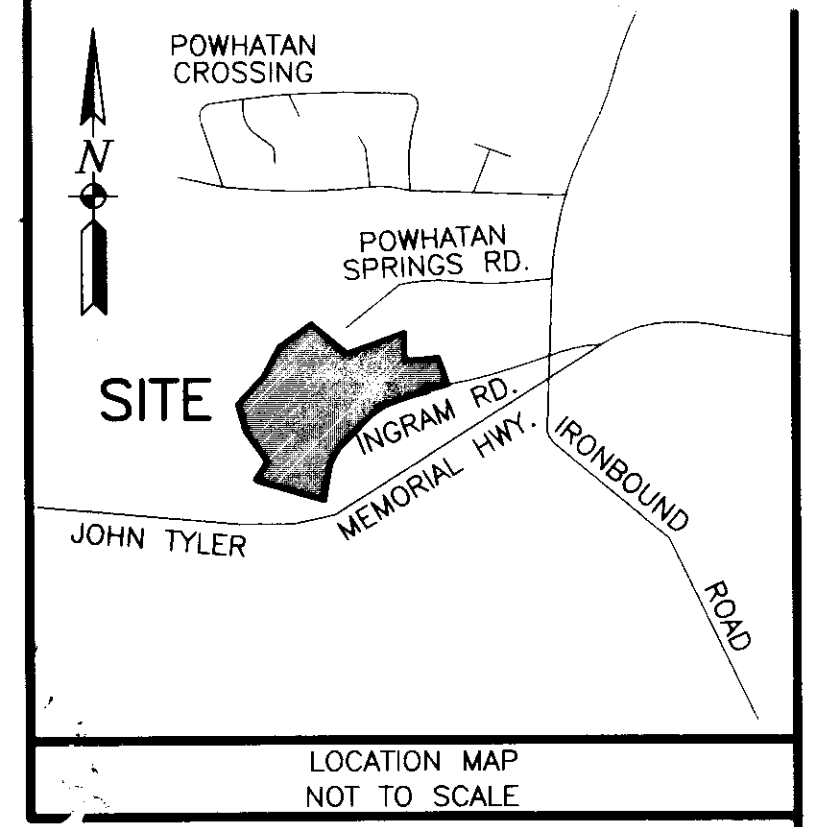 POWHATAN
CROSSING
N
POWHATAN
SPRINGS RD.
SITE
INGRAM RD.
MEMORIAL HWY.
IRONBOUND
JOHN TYLER
ROAD
LOCATION MAP
NOT TO SCALE